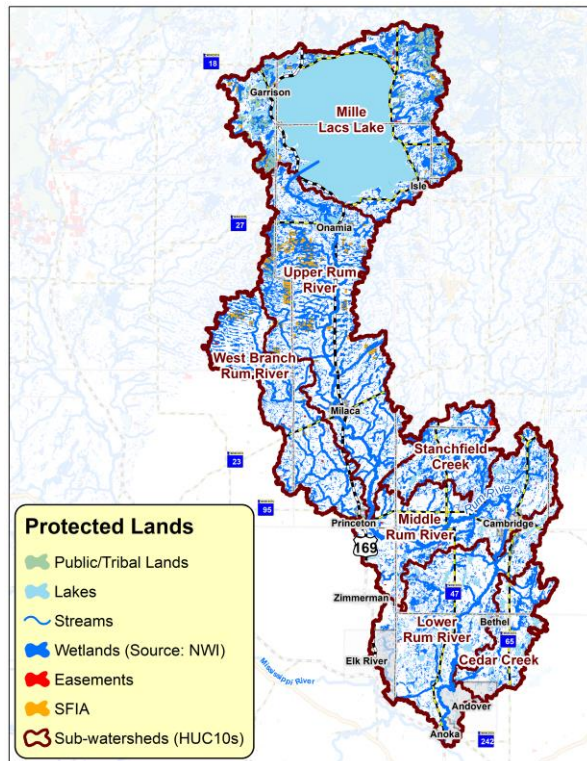 18
Garrison
Mille
Lacs Lake
Isle
27
Onamia
Upper Rum
River
West Branch
Rum River
Milaca
Stanchfield
Creek
23
95
Rum River
Princeton
Middle
Rum River
Cambridge
169
47
Zimmerman
Lower
Rum River
Bethel
65
Elk River
Cedar Creek
Mississippi River
Andover
Anoka
242
Protected Lands
Public/Tribal Lands
Lakes
Streams
Wetlands (Source: NWI)
Easements
SFIA
Sub-watersheds (HUC10s)